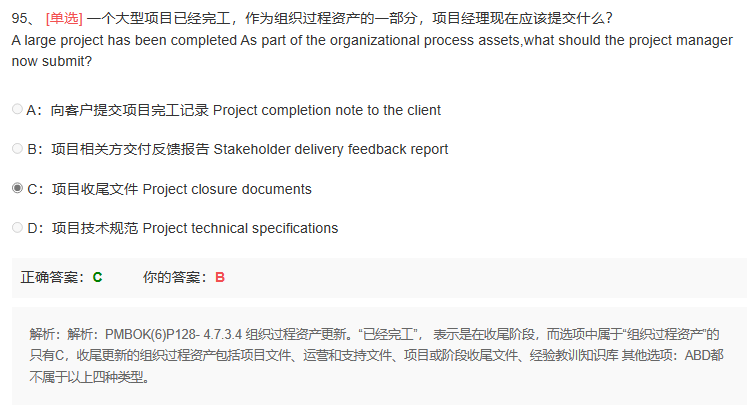 95、 [单选] 一个大型项目已经完工，作为组织过程资产的一部分，项目经理现在应该提交什么？
A large project has been completed As part of the organizational process assets,what should the project manager
now submit?
A：向客户提交项目完工记录 Project completion note to the client
B：项目相关方交付反馈报告 Stakeholder delivery feedback report
C：项目收尾文件 Project closure documents
D：项目技术规范 Project technical specifications
正确答案：C 你的答案：B
解析：解析：PMBOK(6)P128- 4.7.3.4 组织过程资产更新。“已经完工”， 表示是在收尾阶段，而选项中属于“组织过程资产”的
只有C，收尾更新的组织过程资产包括项目文件、运营和支持文件、项目或阶段收尾文件、经验教训知识库 其他选项：ABD都
不属于以上四种类型。